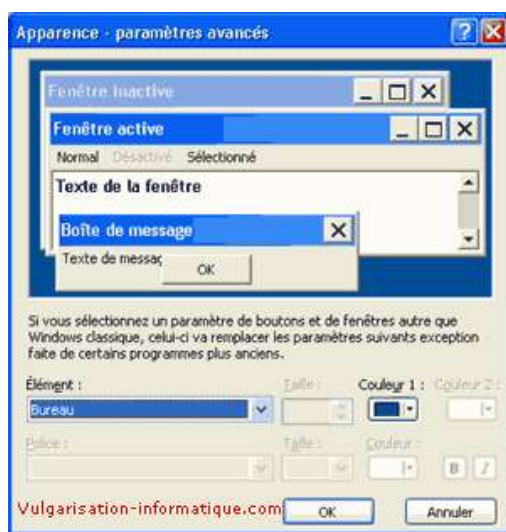 Apparence - paramètres avancés
Fenêtre inactive
Fenêtre active
Normal Désactivé Sélectionné
Texte de la fenêtre
Boîte de message
Texte de messag
OK
Si vous sélectionnez un paramètre de boutons et de fenêtres autre que
Windows classique, celui-ci va remplacer les paramètres suivants exception
faite de certains programmes plus anciens.
Élément : Taille : Couleur 1 : Couleur 2 :
Bureau
Police : Taille : Couleur :
B I
Vulgarisation-informatique.com OK Annuler